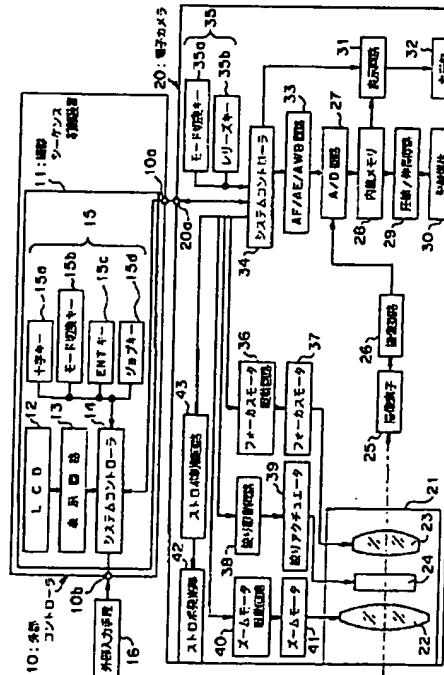 10:外部
コントローラ
11:撮影
シーケンス
制御装置
12
LCD
13
表示回路
14
システムコントローラ
15
15a
十字キー
15b
モード切換キー
15c
ENTキー
15d
ジョブキー
10a
10b
外部入力手段
16
20:電子カメラ
20a
35
35a
モード切換キー
35b
レリーズキー
34
システムコントローラ
33
AF/AE/AWB回路
27
A/D回路
28
内蔵メモリ
29
圧縮/伸長回路
30
31
表示回路
32
26
撮像回路
25
撮像素子
43
ストロボ制御回路
42
ストロボ発光部
36
フォーカスモータ
駆動回路
37
フォーカスモータ
38
絞り駆動回路
39
絞りアクチュエータ
40
ズームモータ
駆動回路
41
ズームモータ
21
22
24
23